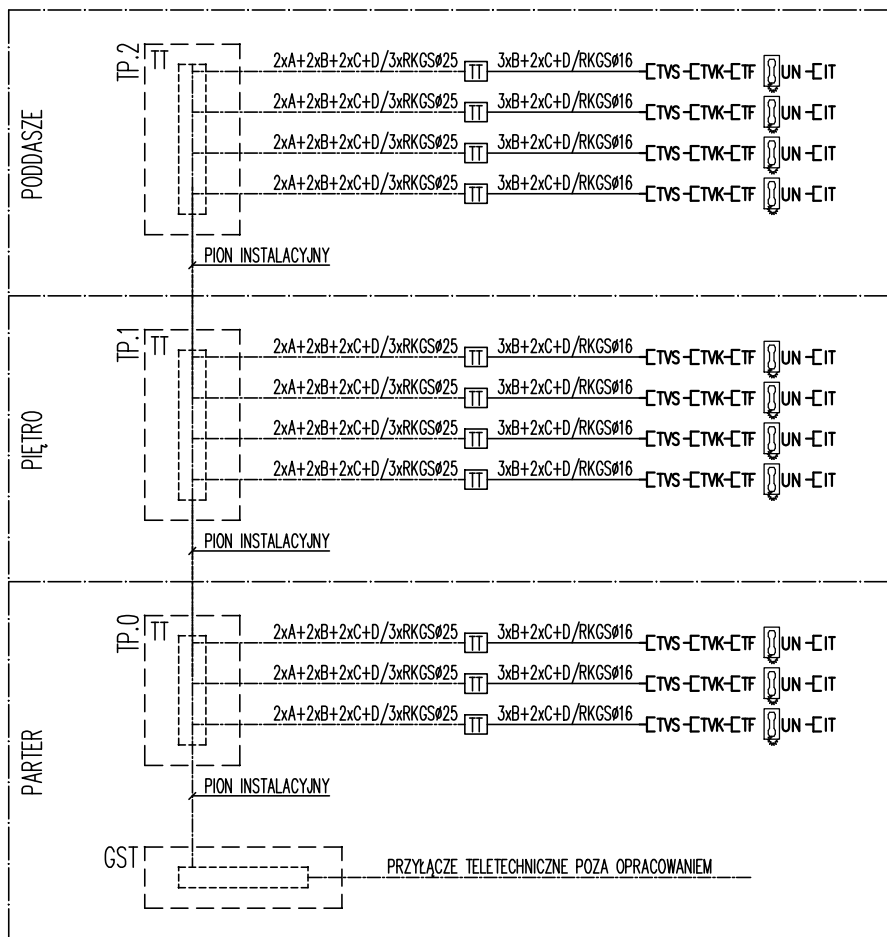 PODDASZE
TP.2 TT
2xA+2xB+2xC+D/3xRKGSø25 TT 3xB+2xC+D/RKGSø16 TVS TVK TF UN IT
2xA+2xB+2xC+D/3xRKGSø25 TT 3xB+2xC+D/RKGSø16 TVS TVK TF UN IT
2xA+2xB+2xC+D/3xRKGSø25 TT 3xB+2xC+D/RKGSø16 TVS TVK TF UN IT
2xA+2xB+2xC+D/3xRKGSø25 TT 3xB+2xC+D/RKGSø16 TVS TVK TF UN IT
PION INSTALACYJNY
PIĘTRO
TP.1 TT
2xA+2xB+2xC+D/3xRKGSø25 TT 3xB+2xC+D/RKGSø16 TVS TVK TF UN IT
2xA+2xB+2xC+D/3xRKGSø25 TT 3xB+2xC+D/RKGSø16 TVS TVK TF UN IT
2xA+2xB+2xC+D/3xRKGSø25 TT 3xB+2xC+D/RKGSø16 TVS TVK TF UN IT
2xA+2xB+2xC+D/3xRKGSø25 TT 3xB+2xC+D/RKGSø16 TVS TVK TF UN IT
PION INSTALACYJNY
PARTER
TP.0 TT
2xA+2xB+2xC+D/3xRKGSø25 TT 3xB+2xC+D/RKGSø16 TVS TVK TF UN IT
2xA+2xB+2xC+D/3xRKGSø25 TT 3xB+2xC+D/RKGSø16 TVS TVK TF UN IT
2xA+2xB+2xC+D/3xRKGSø25 TT 3xB+2xC+D/RKGSø16 TVS TVK TF UN IT
PION INSTALACYJNY
GST
PRZYŁĄCZE TELETECHNICZNE POZA OPRACOWANIEM